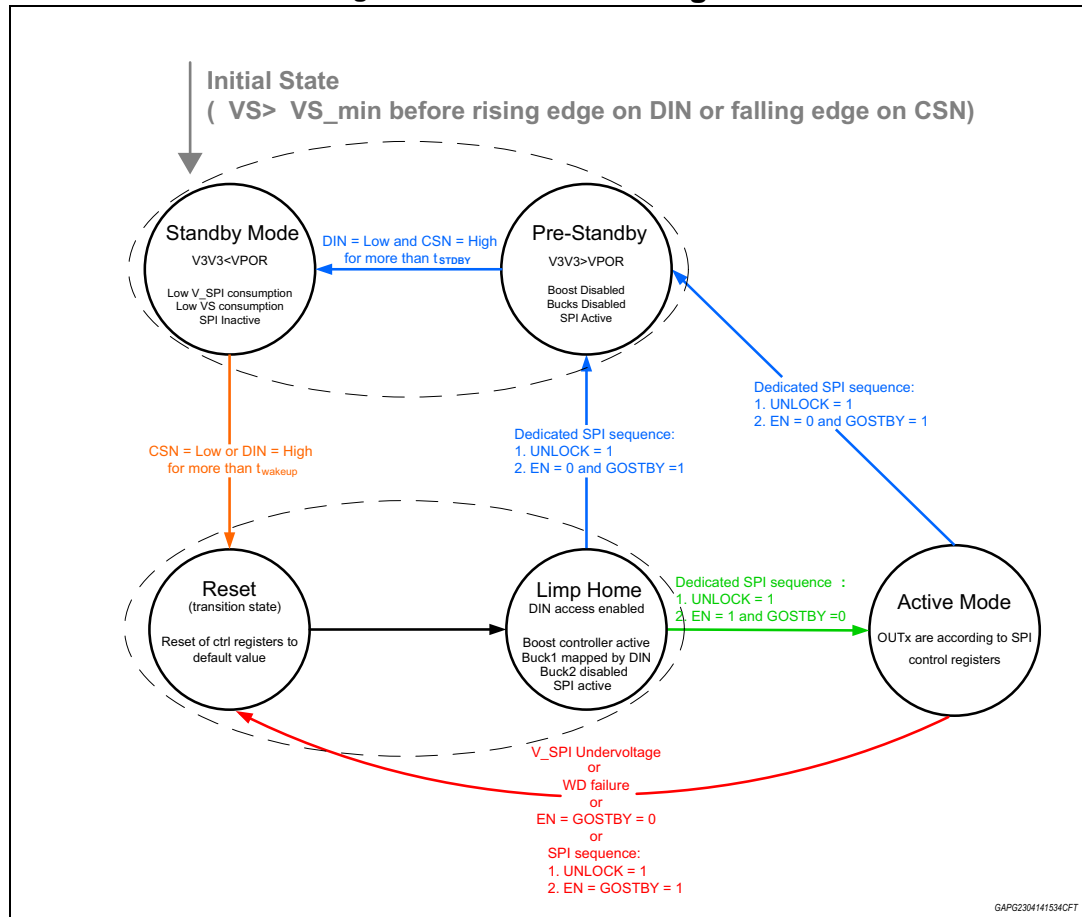 Initial State
( VS> VS_min before rising edge on DIN or falling edge on CSN)
Standby Mode
V3V3<VPOR
Low V_SPI consumption
Low VS consumption
SPI Inactive
DIN = Low and CSN = High
for more than tSTDBY
Pre-Standby
V3V3>VPOR
Boost Disabled
Bucks Disabled
SPI Active
Dedicated SPI sequence:
1. UNLOCK = 1
2. EN = 0 and GOSTBY = 1
Dedicated SPI sequence:
1. UNLOCK = 1
2. EN = 0 and GOSTBY =1
CSN = Low or DIN = High
for more than twakeup
Reset
(transition state)
Reset of ctrl registers to
default value
Limp Home
DIN access enabled
Boost controller active
Buck1 mapped by DIN
Buck2 disabled
SPI active
Dedicated SPI sequence :
1. UNLOCK = 1
2. EN = 1 and GOSTBY =0
Active Mode
OUTx are according to SPI
control registers
V_SPI Undervoltage
or
WD failure
or
EN = GOSTBY = 0
or
SPI sequence:
1. UNLOCK = 1
2. EN = GOSTBY = 1
GAPG2304141534CFT